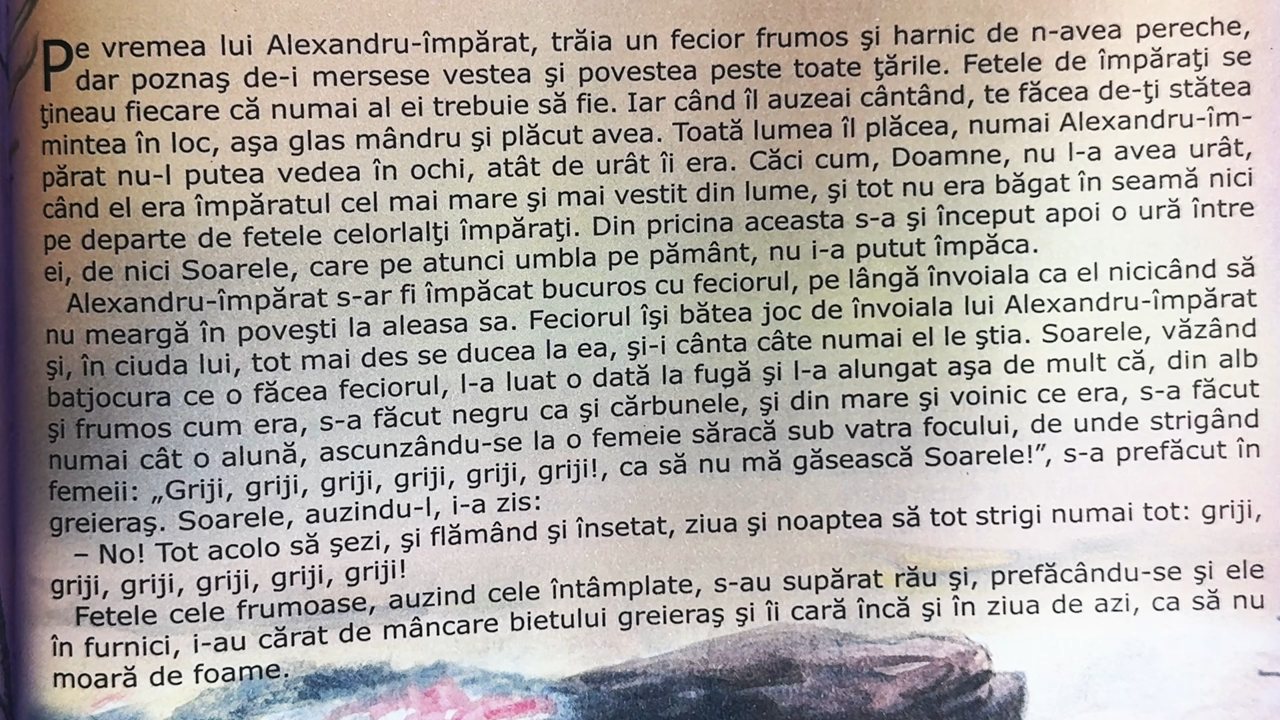 Pe vremea lui Alexandru-împărat, trăia un fecior frumos şi harnic de n-avea pereche,
dar poznaş de-i mersese vestea şi povestea peste toate ţările. Fetele de împăraţi se
ţineau fiecare că numai al ei trebuie să fie. Iar când îl auzeai cântând, te făcea de-ţi stătea
mintea în loc, aşa glas mândru şi plăcut avea. Toată lumea îl plăcea, numai Alexandru-îm-
părat nu-l putea vedea în ochi, atât de urât îi era. Căci cum, Doamne, nu l-a avea urât,
când el era împăratul cel mai mare şi mai vestit din lume, şi tot nu era băgat în seamă nici
pe departe de fetele celorlalţi împăraţi. Din pricina aceasta s-a şi început apoi o ură între
ei, de nici Soarele, care pe atunci umbla pe pământ, nu i-a putut împăca.
Alexandru-împărat s-ar fi împăcat bucuros cu feciorul, pe lângă învoiala ca el nicicând să
nu meargă în poveşti la aleasa sa. Feciorul îşi bătea joc de învoiala lui Alexandru-împărat
şi, în ciuda lui, tot mai des se ducea la ea, şi-i cânta câte numai el le ştia. Soarele, văzând
batjocura ce o făcea feciorul, l-a luat o dată la fugă şi l-a alungat aşa de mult că, din alb
şi frumos cum era, s-a făcut negru ca şi cărbunele, şi din mare şi voinic ce era, s-a făcut
numai cât o alună, ascunzându-se la o femeie săracă sub vatra focului, de unde strigând
femeii: „Griji, griji, griji, griji, griji, griji!, ca să nu mă găsească Soarele!”, s-a prefăcut în
greieraş. Soarele, auzindu-l, i-a zis:
– No! Tot acolo să şezi, şi flămând şi însetat, ziua şi noaptea să tot strigi numai tot: griji,
griji, griji, griji, griji, griji!
Fetele cele frumoase, auzind cele întâmplate, s-au supărat rău şi, prefăcându-se şi ele
în furnici, i-au cărat de mâncare bietului greieraş şi îi cară încă şi în ziua de azi, ca să nu
moară de foame.